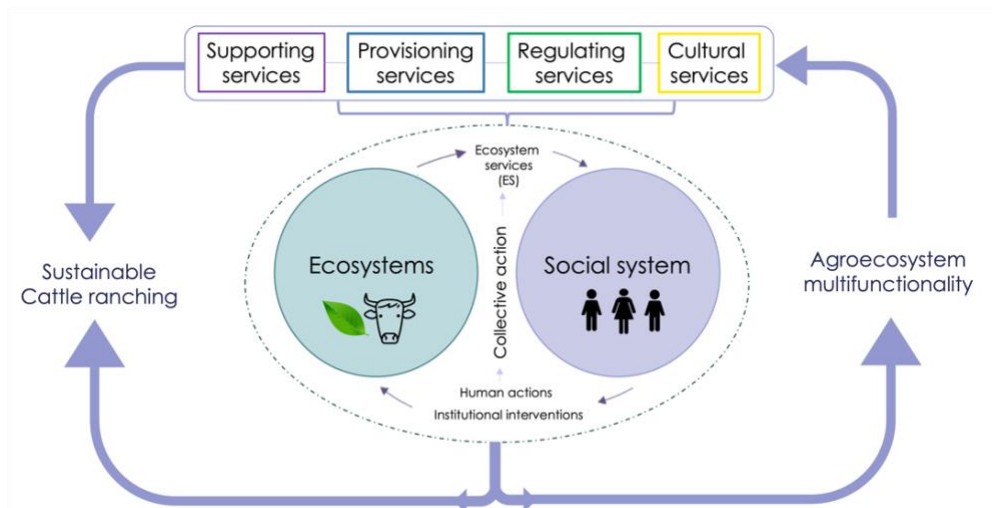 Supporting
services
Provisioning
services
Regulating
services
Cultural
services
Ecosystem
services
(ES)
Ecosystems
Collective action
Social system
Sustainable
Cattle ranching
Agroecosystem
multifunctionality
Human actions
Institutional interventions